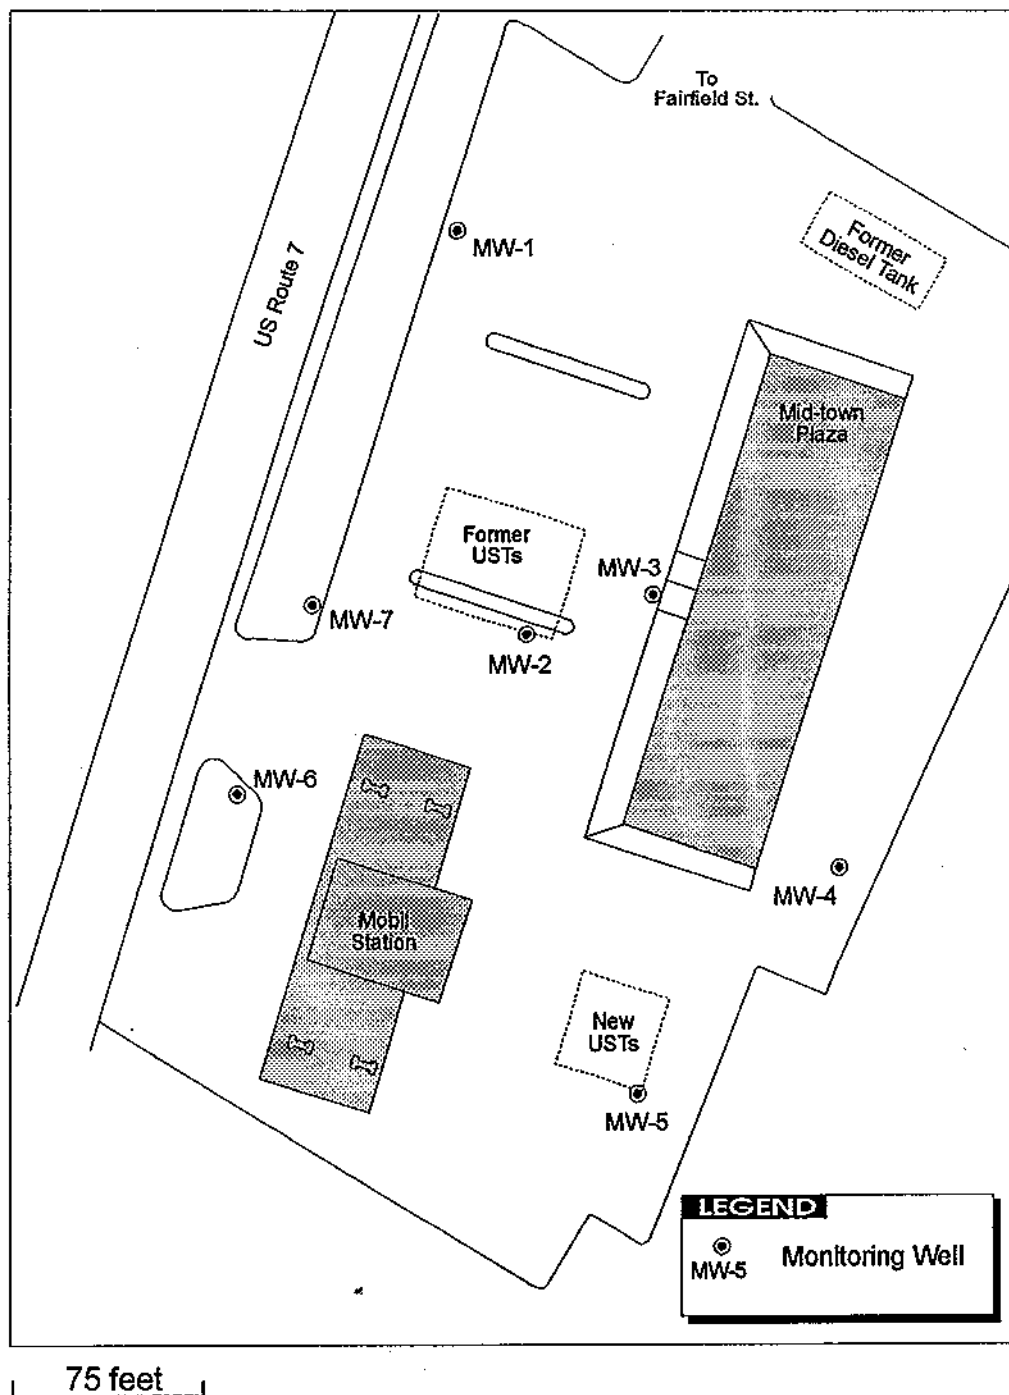 To
Fairfield St.
Former
Diesel Tank
MW-1
US Route 7
Mid-town
Plaza
Former
USTs
MW-3
MW-7
MW-2
MW-6
MW-4
Mobil
Station
New
USTs
MW-5
LEGEND
MW-5
Monitoring Well
75 feet